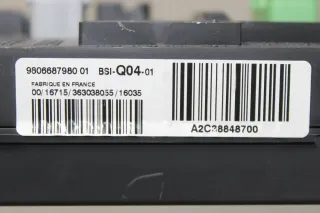 9806687980 01 BSI-Q04-01
FABRIQUE EN FRANCE
00/16715/363038055/16035
A2C38848700